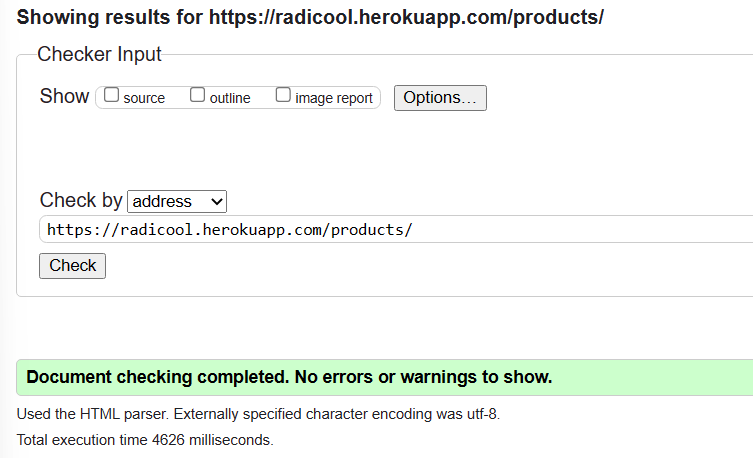 Showing results for https://radicool.herokuapp.com/products/
Checker Input
Show source outline image report Options...
Check by address
https://radicool.herokuapp.com/products/
Check
Document checking completed. No errors or warnings to show.
Used the HTML parser. Externally specified character encoding was utf-8.
Total execution time 4626 milliseconds.